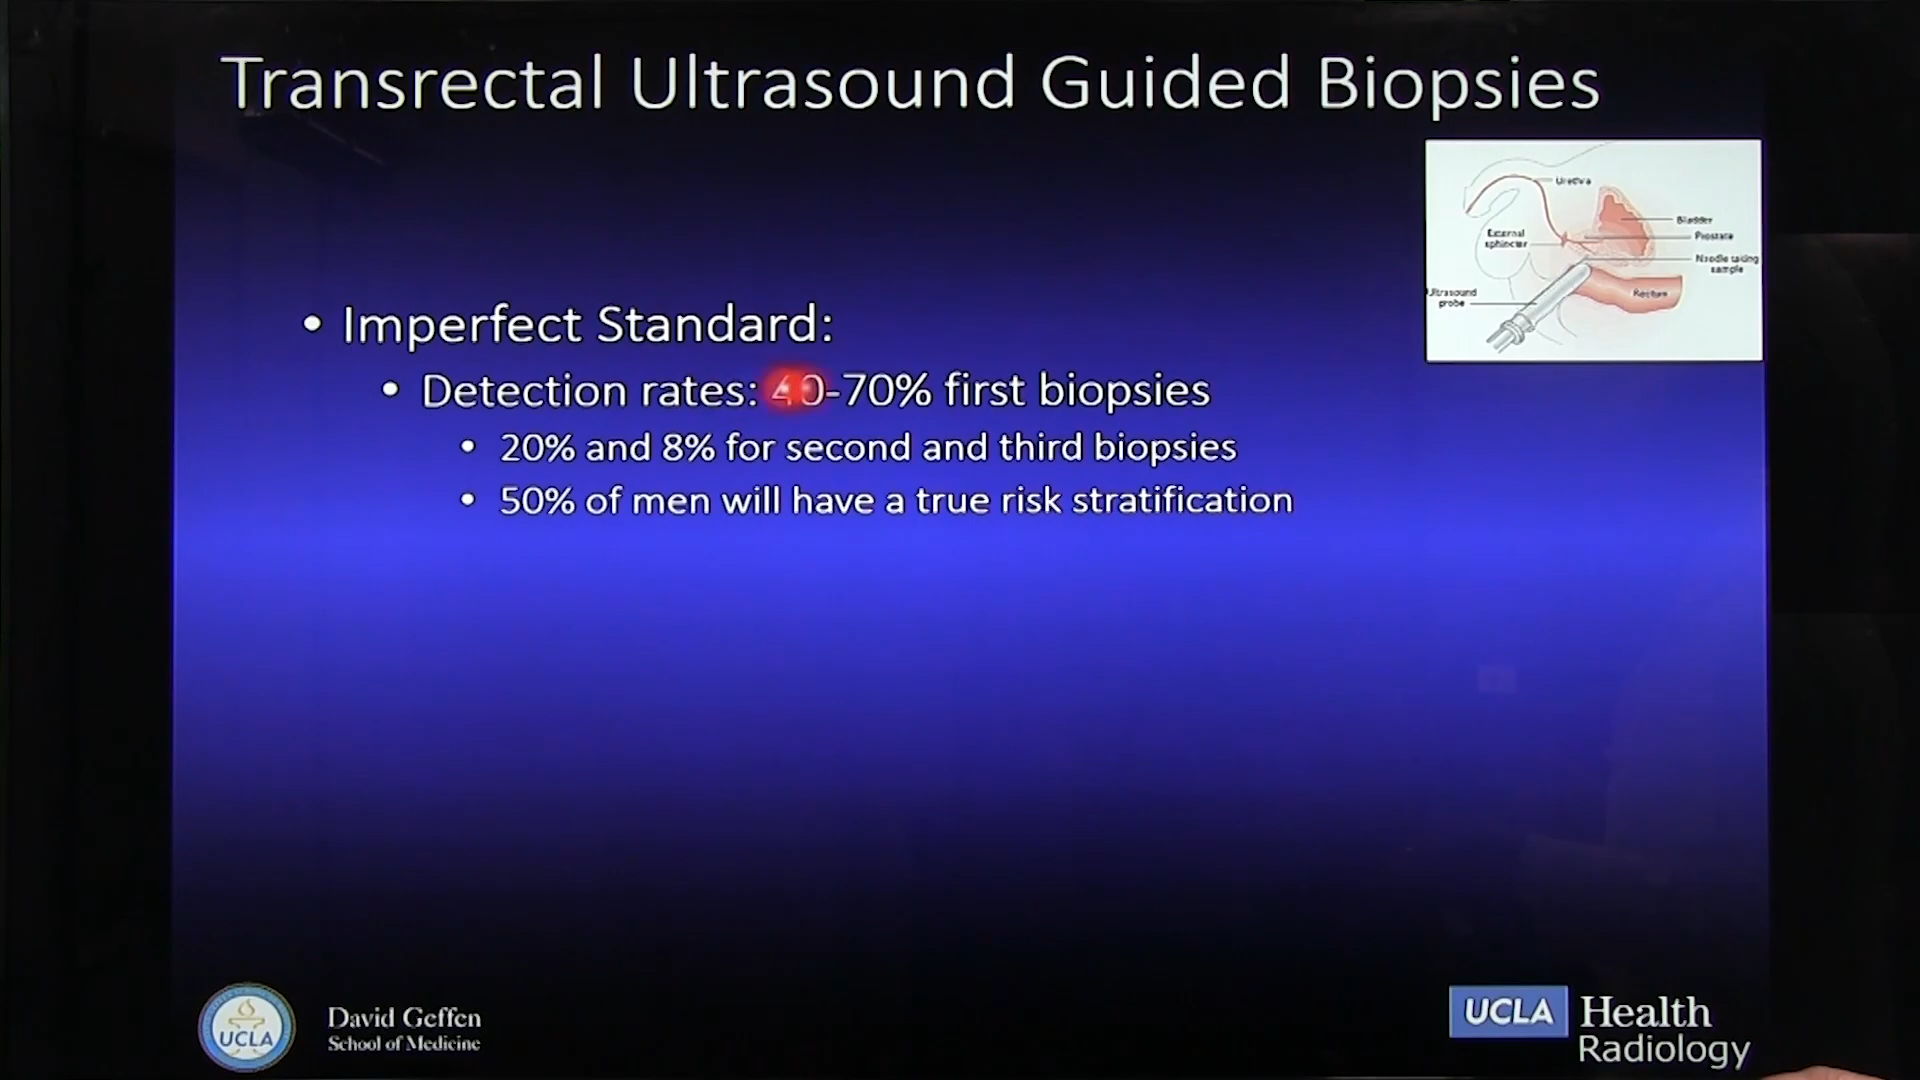 Transrectal Ultrasound Guided Biopsies
Urethra
Bladder
External
sphincter
Prostate
Needle taking
sample
Ultrasound
probe
Rectum
• Imperfect Standard:
• Detection rates: 40-70% first biopsies
• 20% and 8% for second and third biopsies
• 50% of men will have a true risk stratification
UCLA
David Geffen
School of Medicine
UCLA Health
Radiology